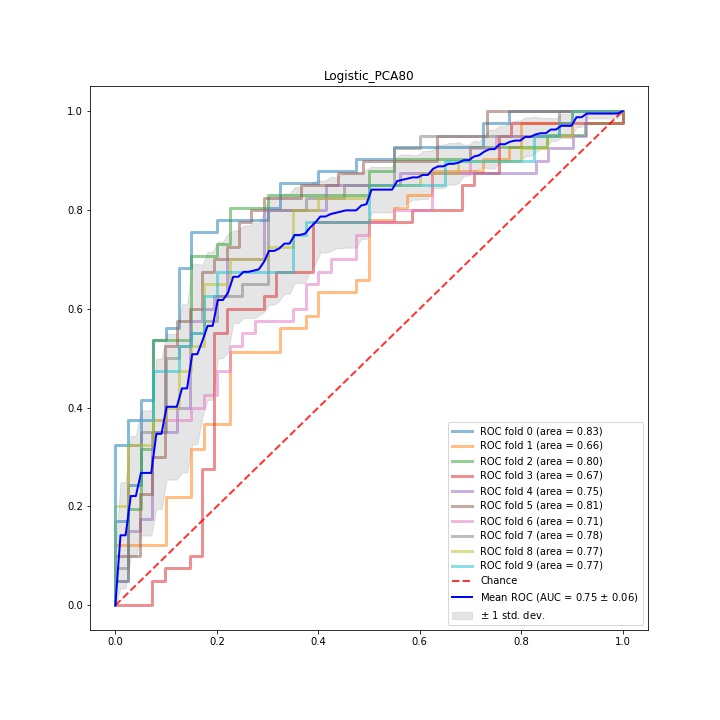 Logistic_PCA80
1.0
0.8
0.6
0.4
0.2
0.0
ROC fold 0 (area = 0.83)
ROC fold 1 (area = 0.66)
ROC fold 2 (area = 0.80)
ROC fold 3 (area = 0.67)
ROC fold 4 (area = 0.75)
ROC fold 5 (area = 0.81)
ROC fold 6 (area = 0.71)
ROC fold 7 (area = 0.78)
ROC fold 8 (area = 0.77)
ROC fold 9 (area = 0.77)
Chance
Mean ROC (AUC = 0.75 ± 0.06)
± 1 std. dev.
0.0 0.2 0.4 0.6 0.8 1.0